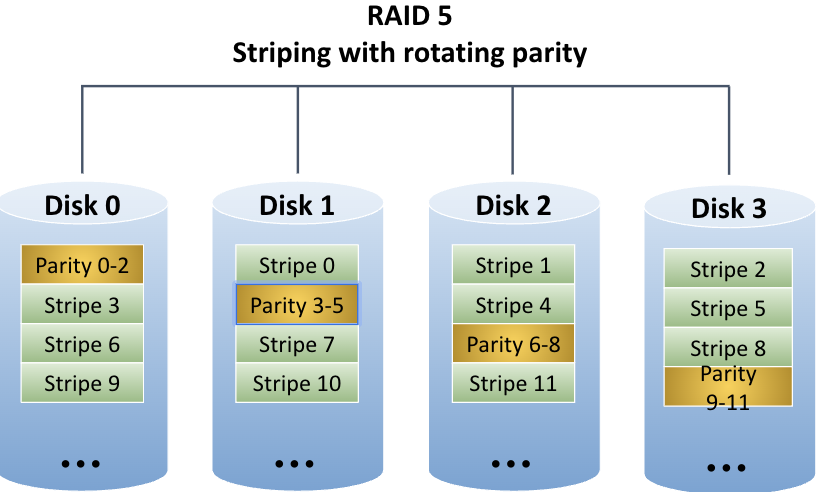 RAID 5
Striping with rotating parity
Disk 0
Parity 0-2
Stripe 3
Stripe 6
Stripe 9
...
Disk 1
Stripe 0
Parity 3-5
Stripe 7
Stripe 10
...
Disk 2
Stripe 1
Stripe 4
Parity 6-8
Stripe 11
...
Disk 3
Stripe 2
Stripe 5
Stripe 8
Parity
9-11
...